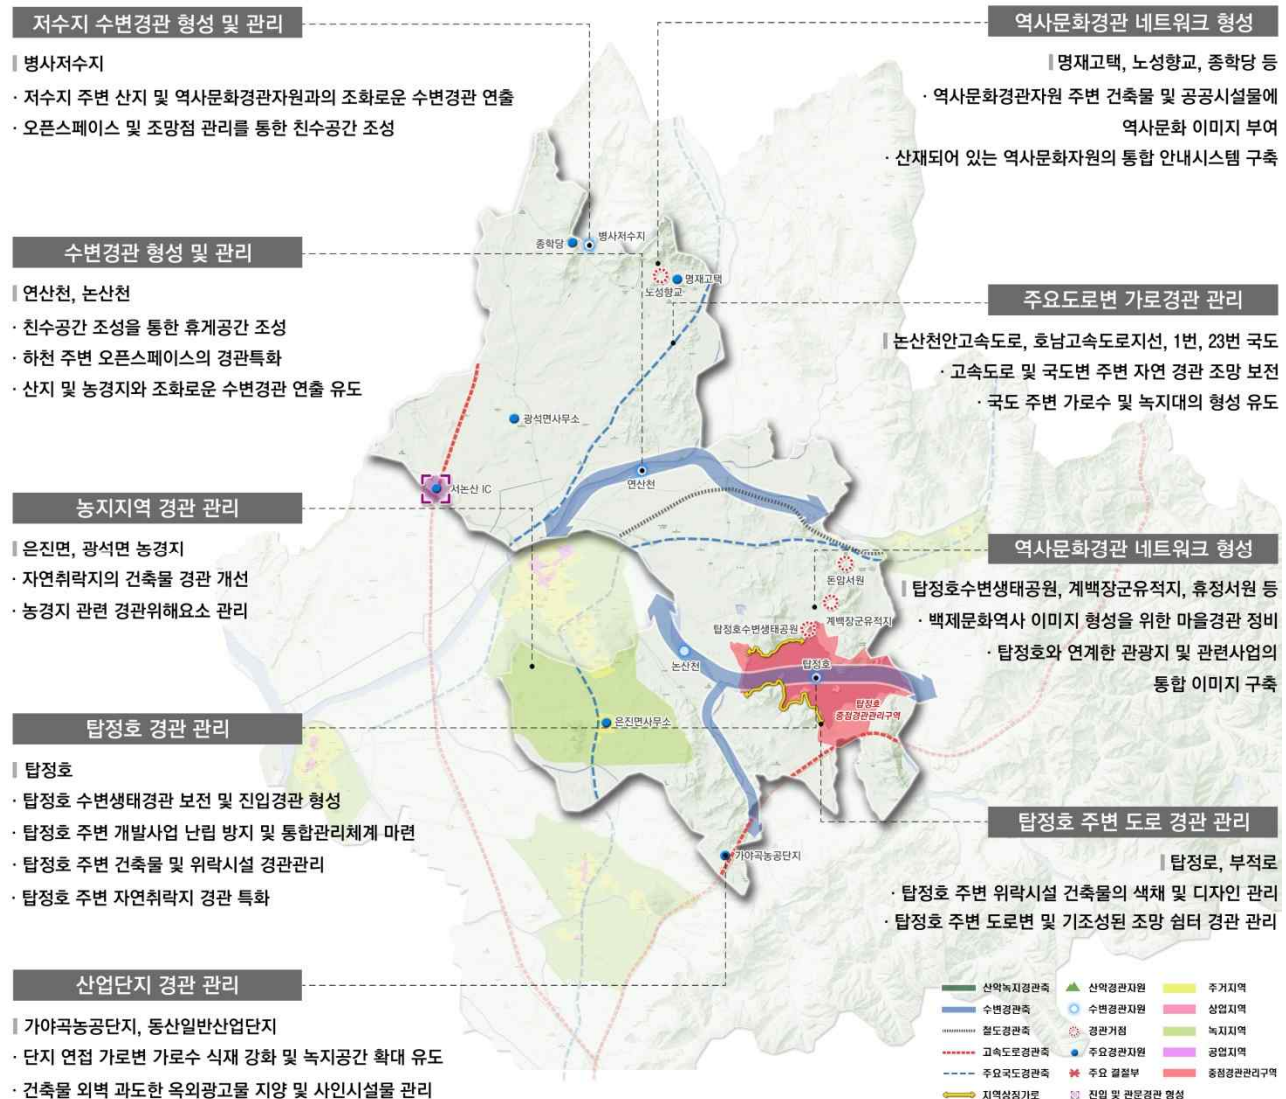 저수지 수변경관 형성 및 관리
병사저수지
· 저수지 주변 산지 및 역사문화경관자원과의 조화로운 수변경관 연출
· 오픈스페이스 및 조망점 관리를 통한 친수공간 조성
수변경관 형성 및 관리
연산천, 논산천
· 친수공간 조성을 통한 휴게공간 조성
· 하천 주변 오픈스페이스의 경관특화
· 산지 및 농경지와 조화로운 수변경관 연출 유도
농지지역 경관 관리
은진면, 광석면 농경지
· 자연취락지의 건축물 경관 개선
· 농경지 관련 경관위해요소 관리
탑정호 경관 관리
탑정호
· 탑정호 수변생태경관 보전 및 진입경관 형성
· 탑정호 주변 개발사업 난립 방지 및 통합관리체계 마련
· 탑정호 주변 건축물 및 위락시설 경관관리
· 탑정호 주변 자연취락지 경관 특화
산업단지 경관 관리
가야곡농공단지, 동산일반산업단지
· 단지 연접 가로변 가로수 식재 강화 및 녹지공간 확대 유도
· 건축물 외벽 과도한 옥외광고물 지양 및 사인시설물 관리
종학당
병사저수지
노성향교
명재고택
광석면사무소
서논산 IC
연산천
돈암서원
계백장군유적지
탑정호수변생태공원
논산천
탑정호
탑정호
중점경관관리구역
은진면사무소
가야곡농공단지
역사문화경관 네트워크 형성
명재고택, 노성향교, 종학당 등
· 역사문화경관자원 주변 건축물 및 공공시설물에
역사문화 이미지 부여
· 산재되어 있는 역사문화자원의 통합 안내시스템 구축
주요도로변 가로경관 관리
논산천안고속도로, 호남고속도로지선, 1번, 23번 국도
· 고속도로 및 국도변 주변 자연 경관 조망 보전
· 국도 주변 가로수 및 녹지대의 형성 유도
역사문화경관 네트워크 형성
탑정호수변생태공원, 계백장군유적지, 휴정서원 등
· 백제문화역사 이미지 형성을 위한 마을경관 정비
· 탑정호와 연계한 관광지 및 관련사업의
통합 이미지 구축
탑정호 주변 도로 경관 관리
탑정로, 부적로
· 탑정호 주변 위락시설 건축물의 색채 및 디자인 관리
· 탑정호 주변 도로변 및 기조성된 조망 쉼터 경관 관리
산악녹지경관축
수변경관축
철도경관축
고속도로경관축
주요국도경관축
지역상징가로
산악경관자원
수변경관자원
경관거점
주요경관자원
주요 결절부
진입 및 관문경관 형성
주거지역
상업지역
녹지지역
공업지역
중점경관관리구역